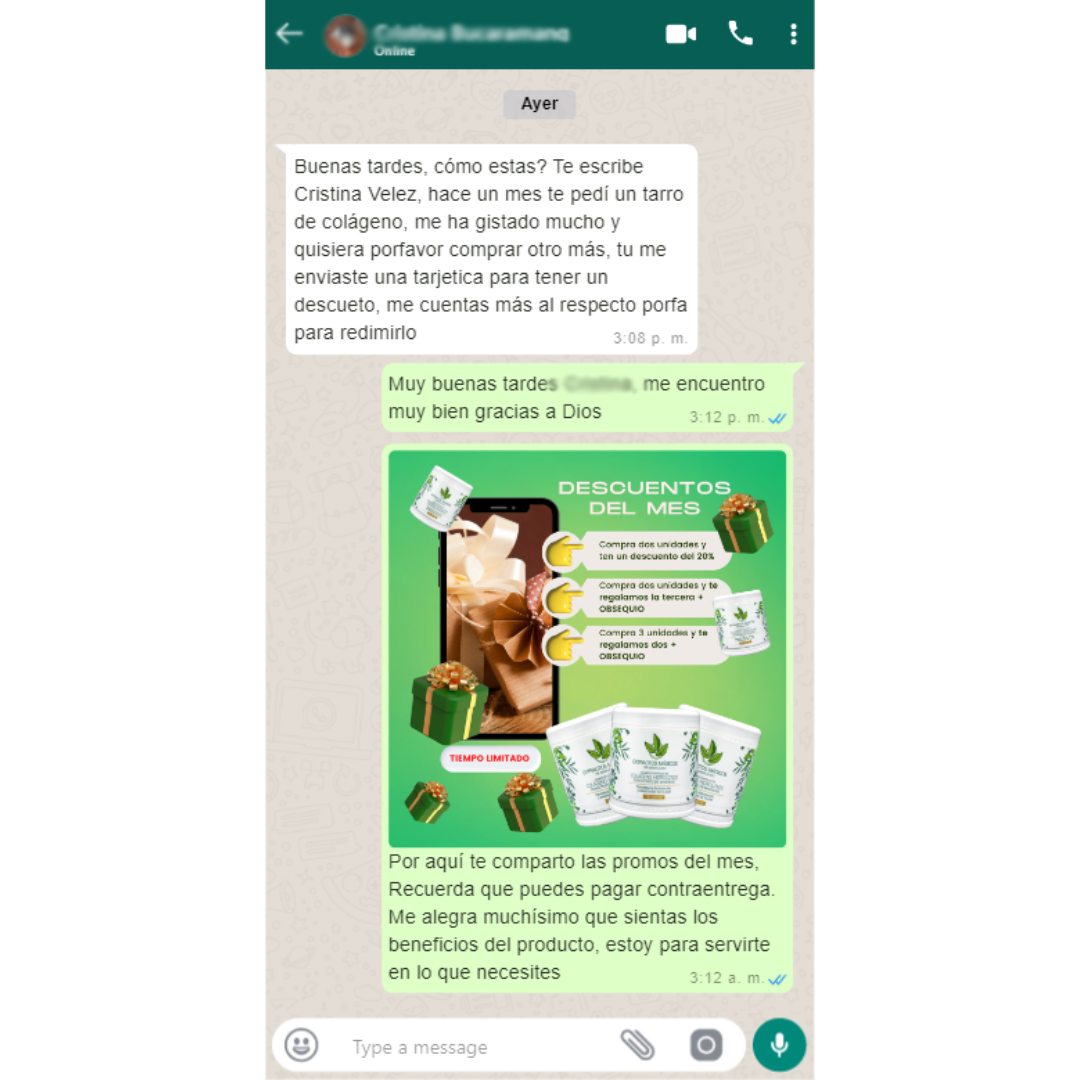 Online
Ayer
Buenas tardes, cómo estas? Te escribe
Cristina Velez, hace un mes te pedí un tarro
de colágeno, me ha gistado mucho y
quisiera porfavor comprar otro más, tu me
enviaste una tarjetica para tener un
descueto, me cuentas más al respecto porfa
para redimirlo
3:08 p. m.
Muy buenas tardes me encuentro
muy bien gracias a Dios
3:12 p. m.
DESCUENTOS
DEL MES
Compra dos unidades y
ten un descuento del 20%
Compra dos unidades y te
regalamos la tercera +
OBSEQUIO
Compra 3 unidades y te
regalamos dos +
OBSEQUIO
TIEMPO LIMITADO
Por aquí te comparto las promos del mes,
Recuerda que puedes pagar contraentrega.
Me alegra muchísimo que sientas los
beneficios del producto, estoy para servirte
en lo que necesites
3:12 a. m.
Type a message